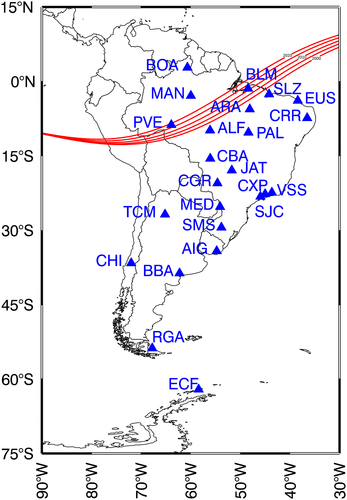 15°N
BOA
BLM
0°N
MAN
SLZ
EUS
ARA
CRR
PVE
ALF
PAL
15°S
CBA
JAT
CGR
CXP
VSS
MED
TCM
SJC
30°S
SMS
AIG
CHI
BBA
45°S
RGA
60°S
ECF
75°S
90°W
80°W
70°W
60°W
50°W
40°W
30°W